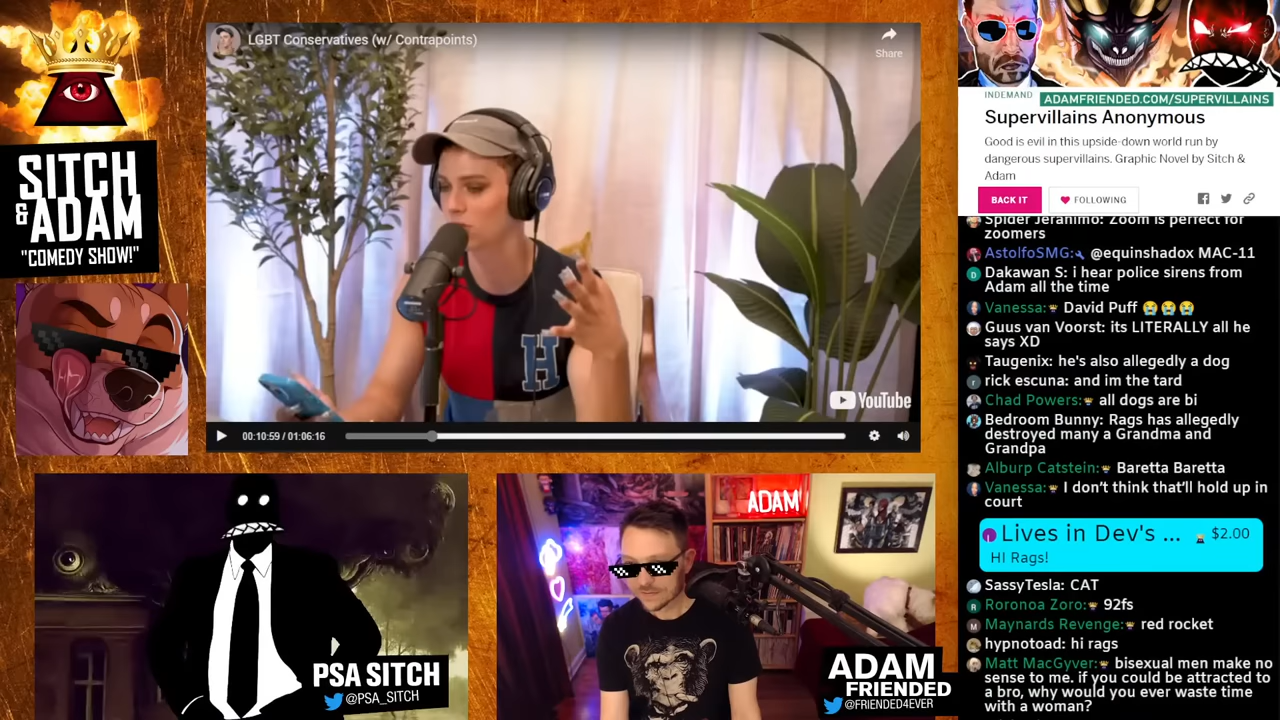 LGBT Conservatives (w/ Contrapoints)
Share
H
YouTube
00:10:59 / 01:06:16
SITCH
& ADAM
"COMEDY SHOW!"
PSA SITCH
@PSA_SITCH
ADAM
ADAM
FRIENDED
@FRIENDED4EVER
INDEMAND
ADAMFRIENDED.COM/SUPERVILLAINS
Supervillains Anonymous
Good is evil in this upside-down world run by
dangerous supervillains. Graphic Novel by Sitch &
Adam
BACK IT
FOLLOWING
Spider Jeranimo: Zoom is perfect for
zoomers
AstolfoSMG: @equinshadox MAC-11
D
Dakawan S: i hear police sirens from
Adam all the time
Vanessa: David Puff 😭😭😭
Guus van Voorst: its LITERALLY all he
says XD
Taugenix: he's also allegedly a dog
r
rick escuna: and im the tard
Chad Powers: all dogs are bi
Bedroom Bunny: Rags has allegedly
destroyed many a Grandma and
Grandpa
Alburp Catstein: Baretta Baretta
Vanessa: I don't think that'll hold up in
court
Lives in Dev's ... $2.00
HI Rags!
SassyTesla: CAT
R
Roronoa Zoro: 92fs
M
Maynards Revenge: red rocket
hypnotoad: hi rags
Matt MacGyver: bisexual men make no
sense to me. if you could be attracted to
a bro, why would you ever waste time
with a woman?